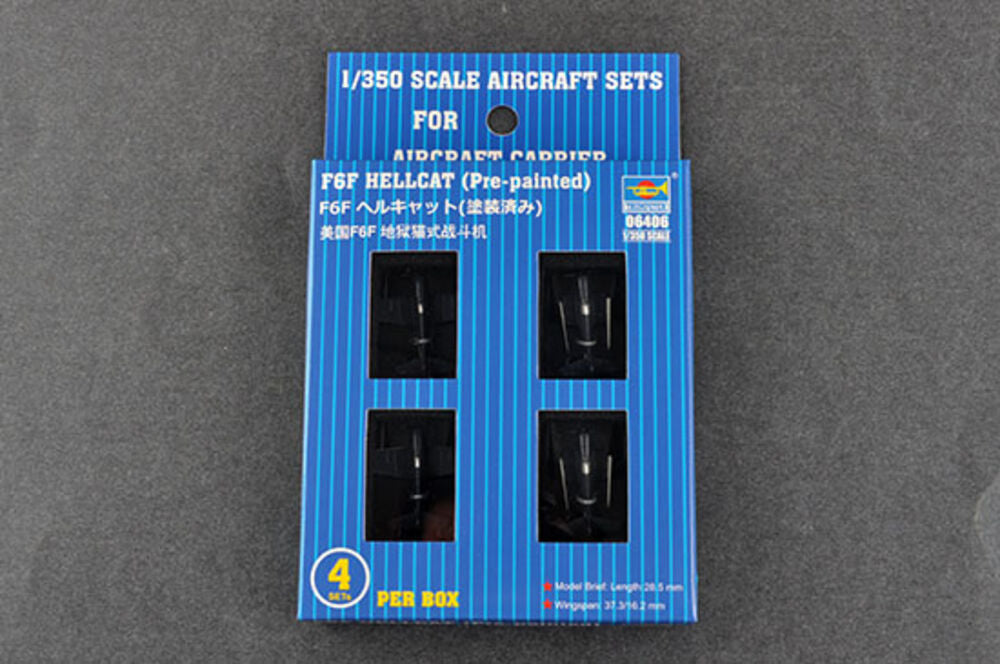 1/350 SCALE AIRCRAFT SETS
FOR
AIRCRAFT CARRIER
F6F HELLCAT (Pre-painted)
F6F ヘルキャット(塗装済み)
美国F6F 地狱猫式战斗机
®
06406
1/350 SCALE
4
SETs
PER BOX
Model Brief: Length:28.5 mm
Wingspan: 37.3/16.2 mm